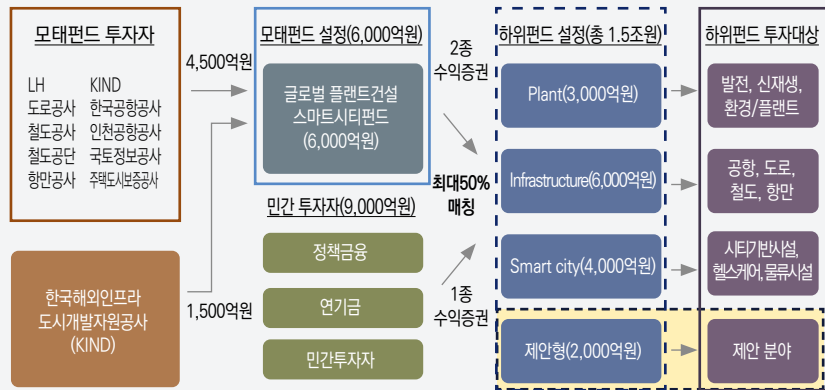 모태펀드 투자자
LH KIND
도로공사 한국공항공사
철도공사 인천공항공사
철도공단 국토정보공사
항만공사 주택도시보증공사
한국해외인프라
도시개발자원공사
(KIND)
4,500억원
1,500억원
모태펀드 설정(6,000억원)
글로벌 플랜트건설
스마트시티펀드
(6,000억원)
민간 투자자(9,000억원)
정책금융
연기금
민간투자자
2종
수익증권
최대50%
매칭
1종
수익증권
하위펀드 설정(총 1.5조원)
Plant(3,000억원)
Infrastructure(6,000억원)
Smart city(4,000억원)
제안형(2,000억원)
하위펀드 투자대상
발전, 신재생,
환경/플랜트
공항, 도로,
철도, 항만
시티기반시설,
헬스케어, 물류시설
제안 분야